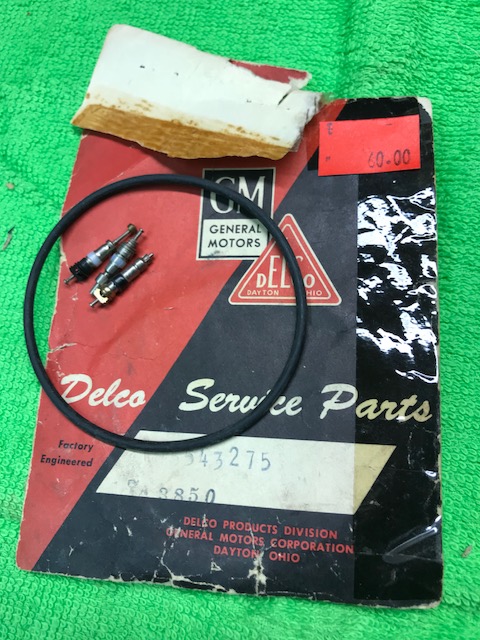 60.00
GM
GENERAL
MOTORS
DELCO
DAYTON OHIO
Delco Service Parts
Factory
Engineered
543275
3850
DELCO PRODUCTS DIVISION
GENERAL MOTORS CORPORATION
DAYTON, OHIO